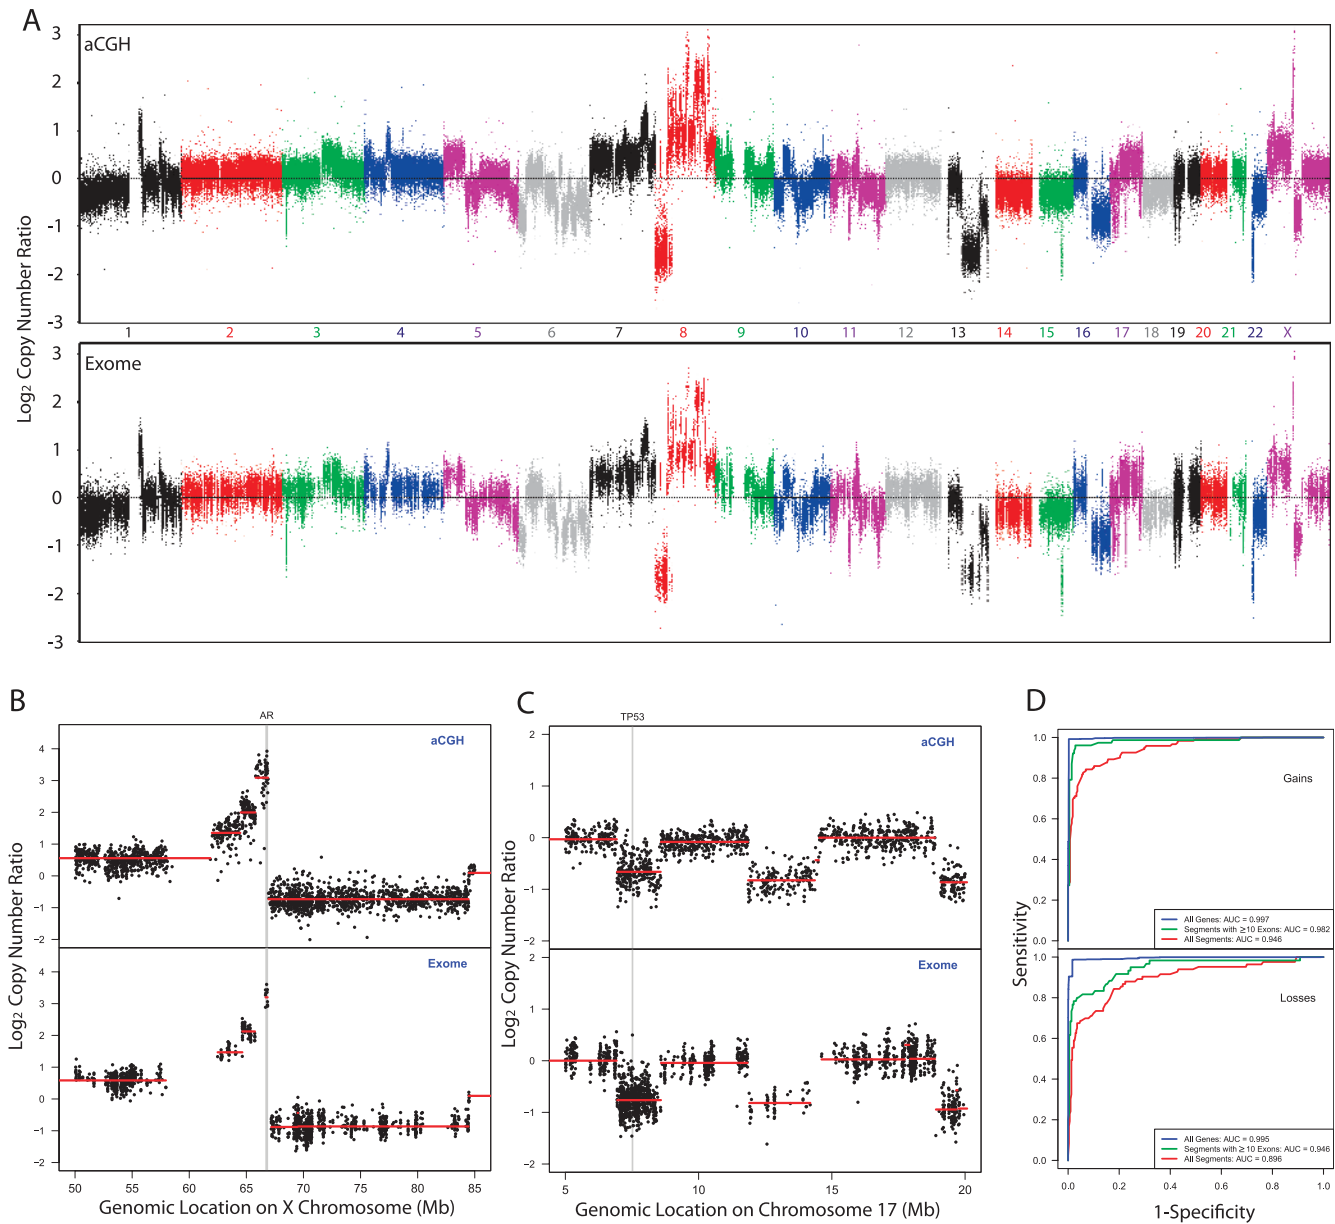 A
aCGH
Log2 Copy Number Ratio
3
2
1
0
-1
-2
-3
1 2 3 4 5 6 7 8 9 10 11 12 13 14 15 16 17 18 19 20 21 22 X
Exome
3
2
1
0
-1
-2
-3
B
AR
aCGH
Log2 Copy Number Ratio
4
3
2
1
0
−1
−2
Exome
4
3
2
1
0
−1
−2
50 55 60 65 70 75 80 85
Genomic Location on X Chromosome (Mb)
C
TP53
aCGH
Log2 Copy Number Ratio
2
1
0
−1
−2
Exome
2
1
0
−1
−2
5 10 15 20
Genomic Location on Chromosome 17 (Mb)
D
Sensitivity
1.0
0.8
0.6
0.4
0.2
0.0
Gains
All Genes: AUC = 0.997
Segments with ≥10 Exons: AUC = 0.982
All Segments: AUC = 0.946
1.0
0.8
0.6
0.4
0.2
0.0
Losses
All Genes: AUC = 0.995
Segments with ≥ 10 Exons: AUC = 0.946
All Segments: AUC = 0.896
0.0 0.2 0.4 0.6 0.8 1.0
1-Specificity